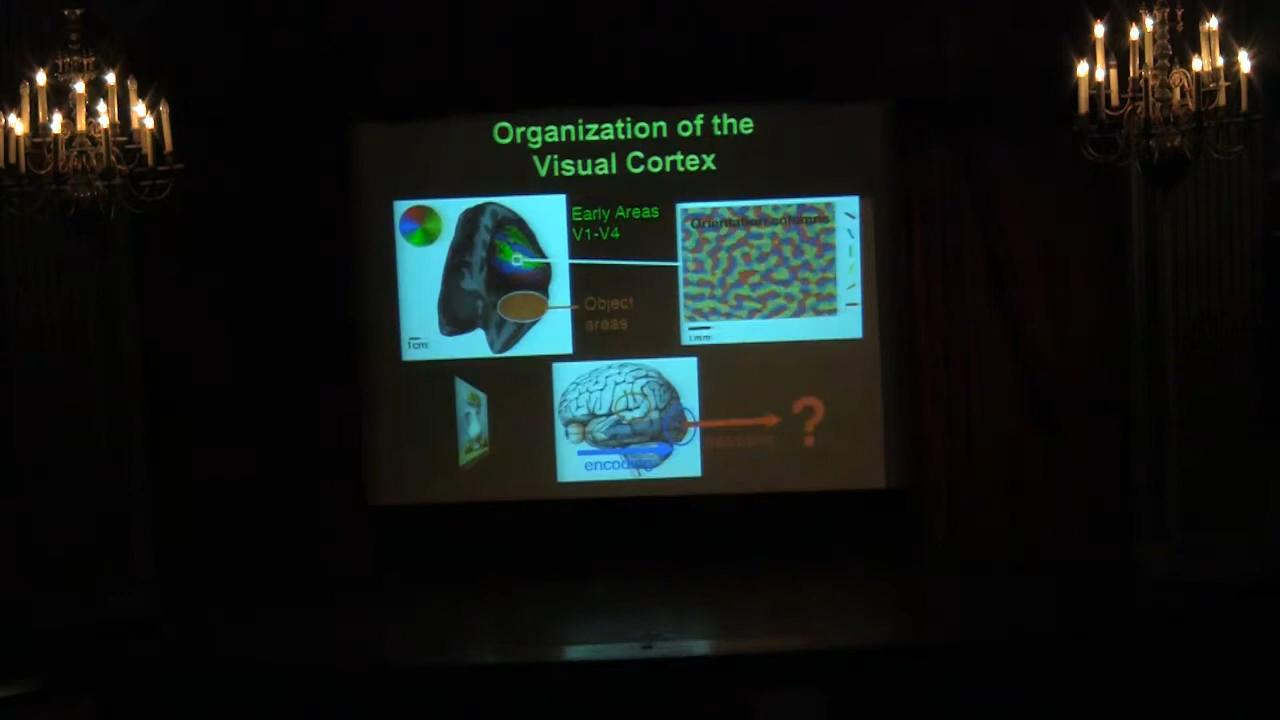 Organization of the
Visual Cortex
Early Areas
V1-V4
Orientation columns
Object
areas
1cm
1mm
encoding
?